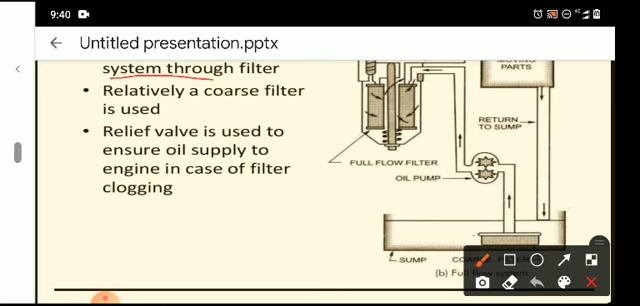 9:40
Untitled presentation.pptx
system through filter
• Relatively a coarse filter
is used
• Relief valve is used to
ensure oil supply to
engine in case of filter
clogging
MOVING
PARTS
RETURN
TO SUMP
FULL FLOW FILTER
OIL PUMP
SUMP
(b) Full flow system